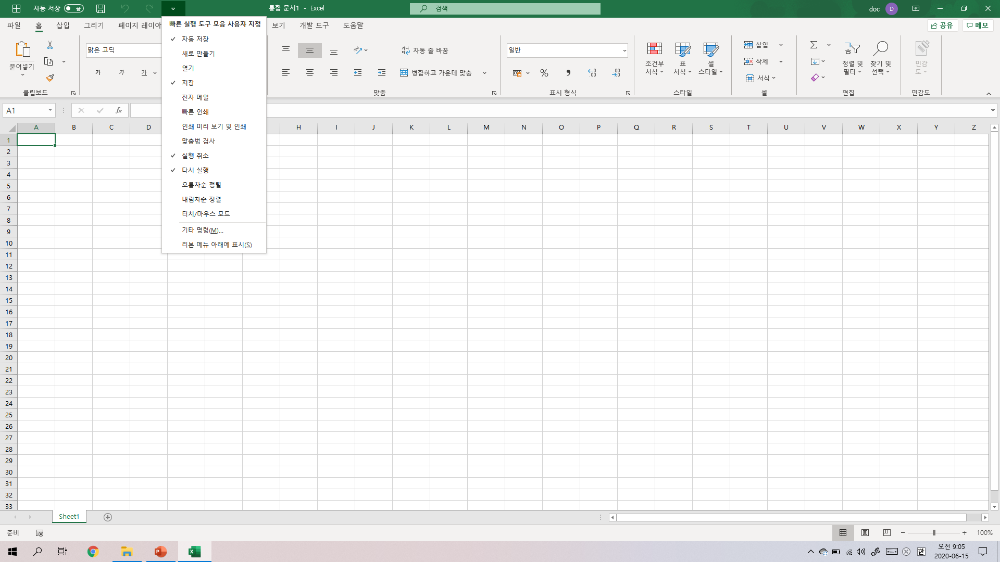 자동 저장 끔
통합 문서1 - Excel
검색
doc D
파일 홈 삽입 그리기 페이지 레이아 보기 개발 도구 도움말
공유 메모
빠른 실행 도구 모음 사용자 지정
자동 저장
새로 만들기
열기
저장
전자 메일
빠른 인쇄
인쇄 미리 보기 및 인쇄
맞춤법 검사
실행 취소
다시 실행
오름차순 정렬
내림차순 정렬
터치/마우스 모드
기타 명령(M)...
리본 메뉴 아래에 표시(S)
붙여넣기
클립보드
맑은 고딕
가 가 가
자동 줄 바꿈
병합하고 가운데 맞춤
맞춤
일반
% 9
표시 형식
조건부 서식
표 서식
셀 스타일
스타일
삽입
삭제
서식
셀
정렬 및 필터
찾기 및 선택
편집
민감도
민감도
A1
fx
A B C D H I J K L M N O P Q R S T U V W X Y Z
1
2
3
4
5
6
7
8
9
10
11
12
13
14
15
16
17
18
19
20
21
22
23
24
25
26
27
28
29
30
31
32
33
Sheet1
준비
100%
오전 9:05
2020-06-15